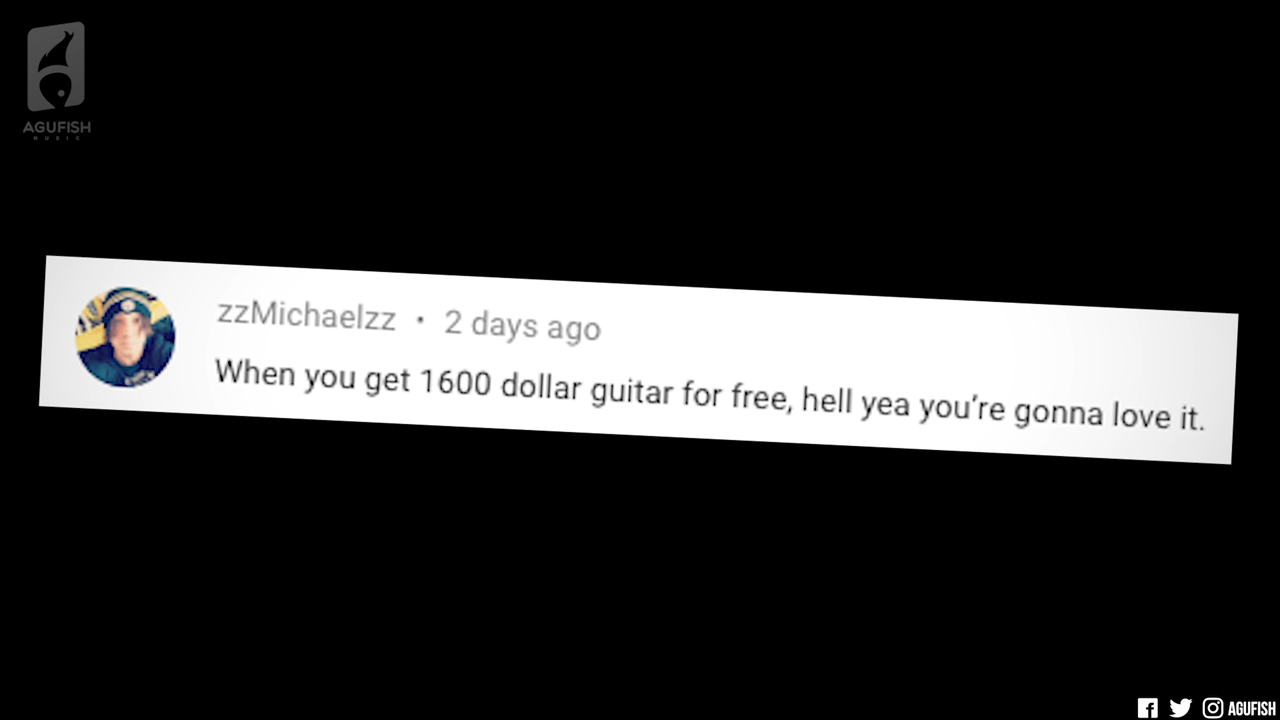 AGUFISH
MUSIC
zzMichaelzz • 2 days ago
When you get 1600 dollar guitar for free, hell yea you’re gonna love it.
AGUFISH